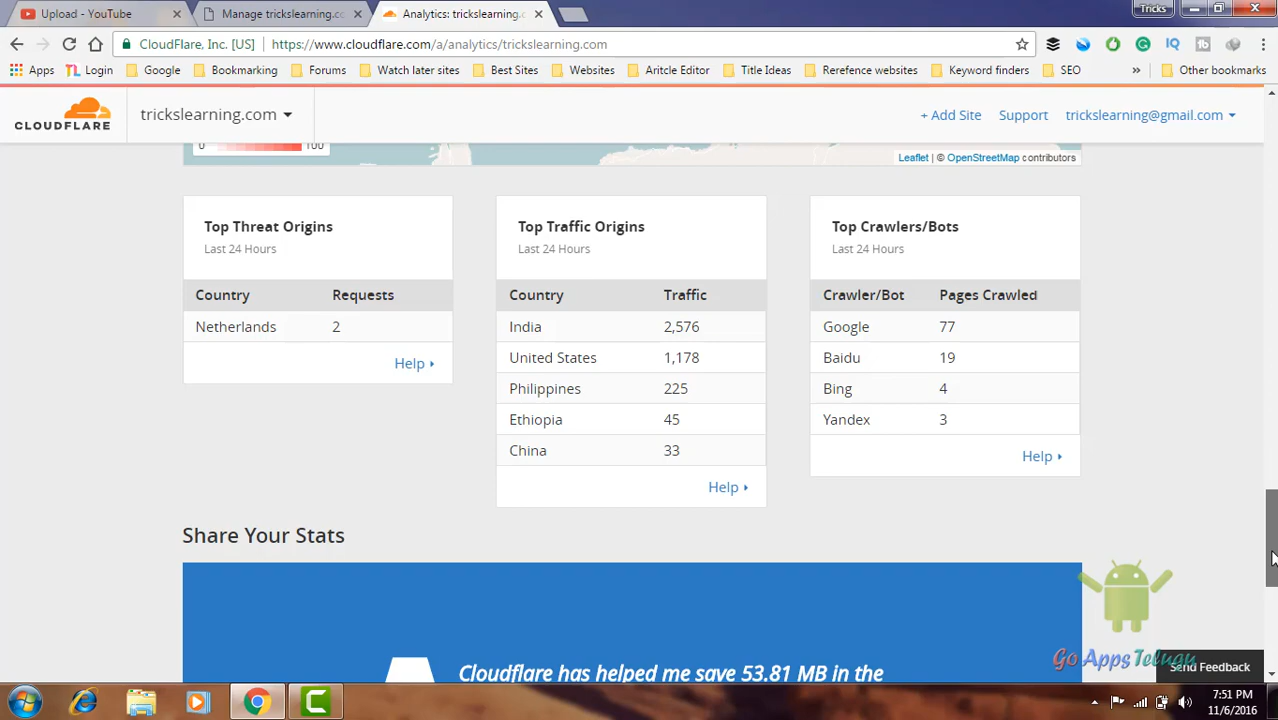 Upload - YouTube
Manage trickslearning.co
Analytics: trickslearning.c
Tricks
CloudFlare, Inc. [US]
https://www.cloudflare.com/a/analytics/trickslearning.com
Apps
Login
Google
Bookmarking
Forums
Watch later sites
Best Sites
Websites
Aritcle Editor
Title Ideas
Rerefence websites
Keyword finders
SEO
Other bookmarks
CLOUDFLARE
trickslearning.com
+ Add Site
Support
trickslearning@gmail.com
0 100
Leaflet | © OpenStreetMap contributors
Top Threat Origins
Last 24 Hours
Country Requests
Netherlands 2
Help
Top Traffic Origins
Last 24 Hours
Country Traffic
India 2,576
United States 1,178
Philippines 225
Ethiopia 45
China 33
Help
Top Crawlers/Bots
Last 24 Hours
Crawler/Bot Pages Crawled
Google 77
Baidu 19
Bing 4
Yandex 3
Help
Share Your Stats
Cloudflare has helped me save 53.81 MB in the
Go Apps Telugu
Send Feedback
7:51 PM
11/6/2016